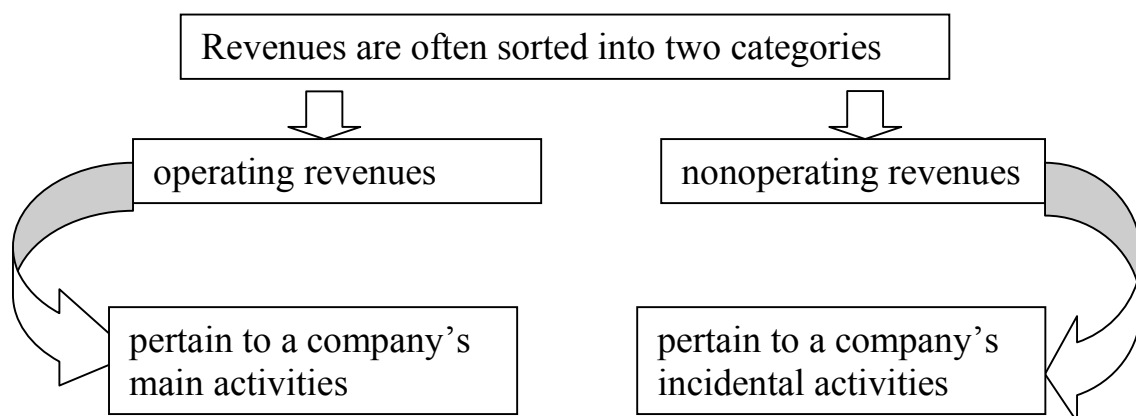 Revenues are often sorted into two categories
operating revenues
nonoperating revenues
pertain to a company’s
main activities
pertain to a company’s
incidental activities